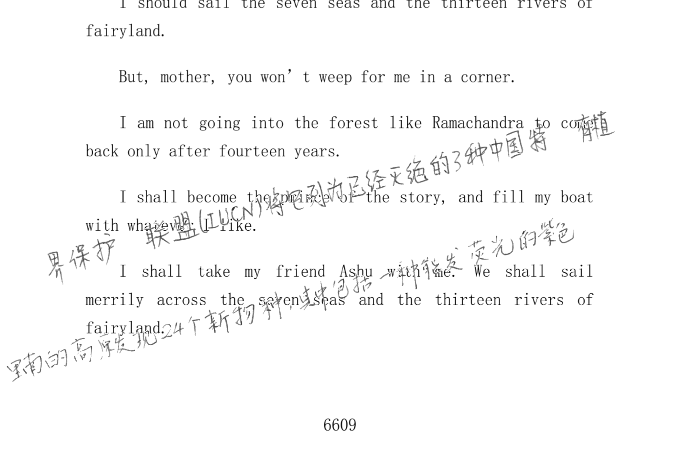 I should sail the seven seas and the thirteen rivers of
fairyland.
But, mother, you won't weep for me in a corner.
I am not going into the forest like Ramachandra to come
back only after fourteen years.
I shall become the prince of the story, and fill my boat
with whatever I like.
I shall take my friend Ashu with me. We shall sail
merrily across the seven seas and the thirteen rivers of
fairyland.
界保护 联盟(IUCN)将它列为已经灭绝的3种中国特 有植
里南的高原发现24个新物种,其中包括一种能发荧光的紫色
6609